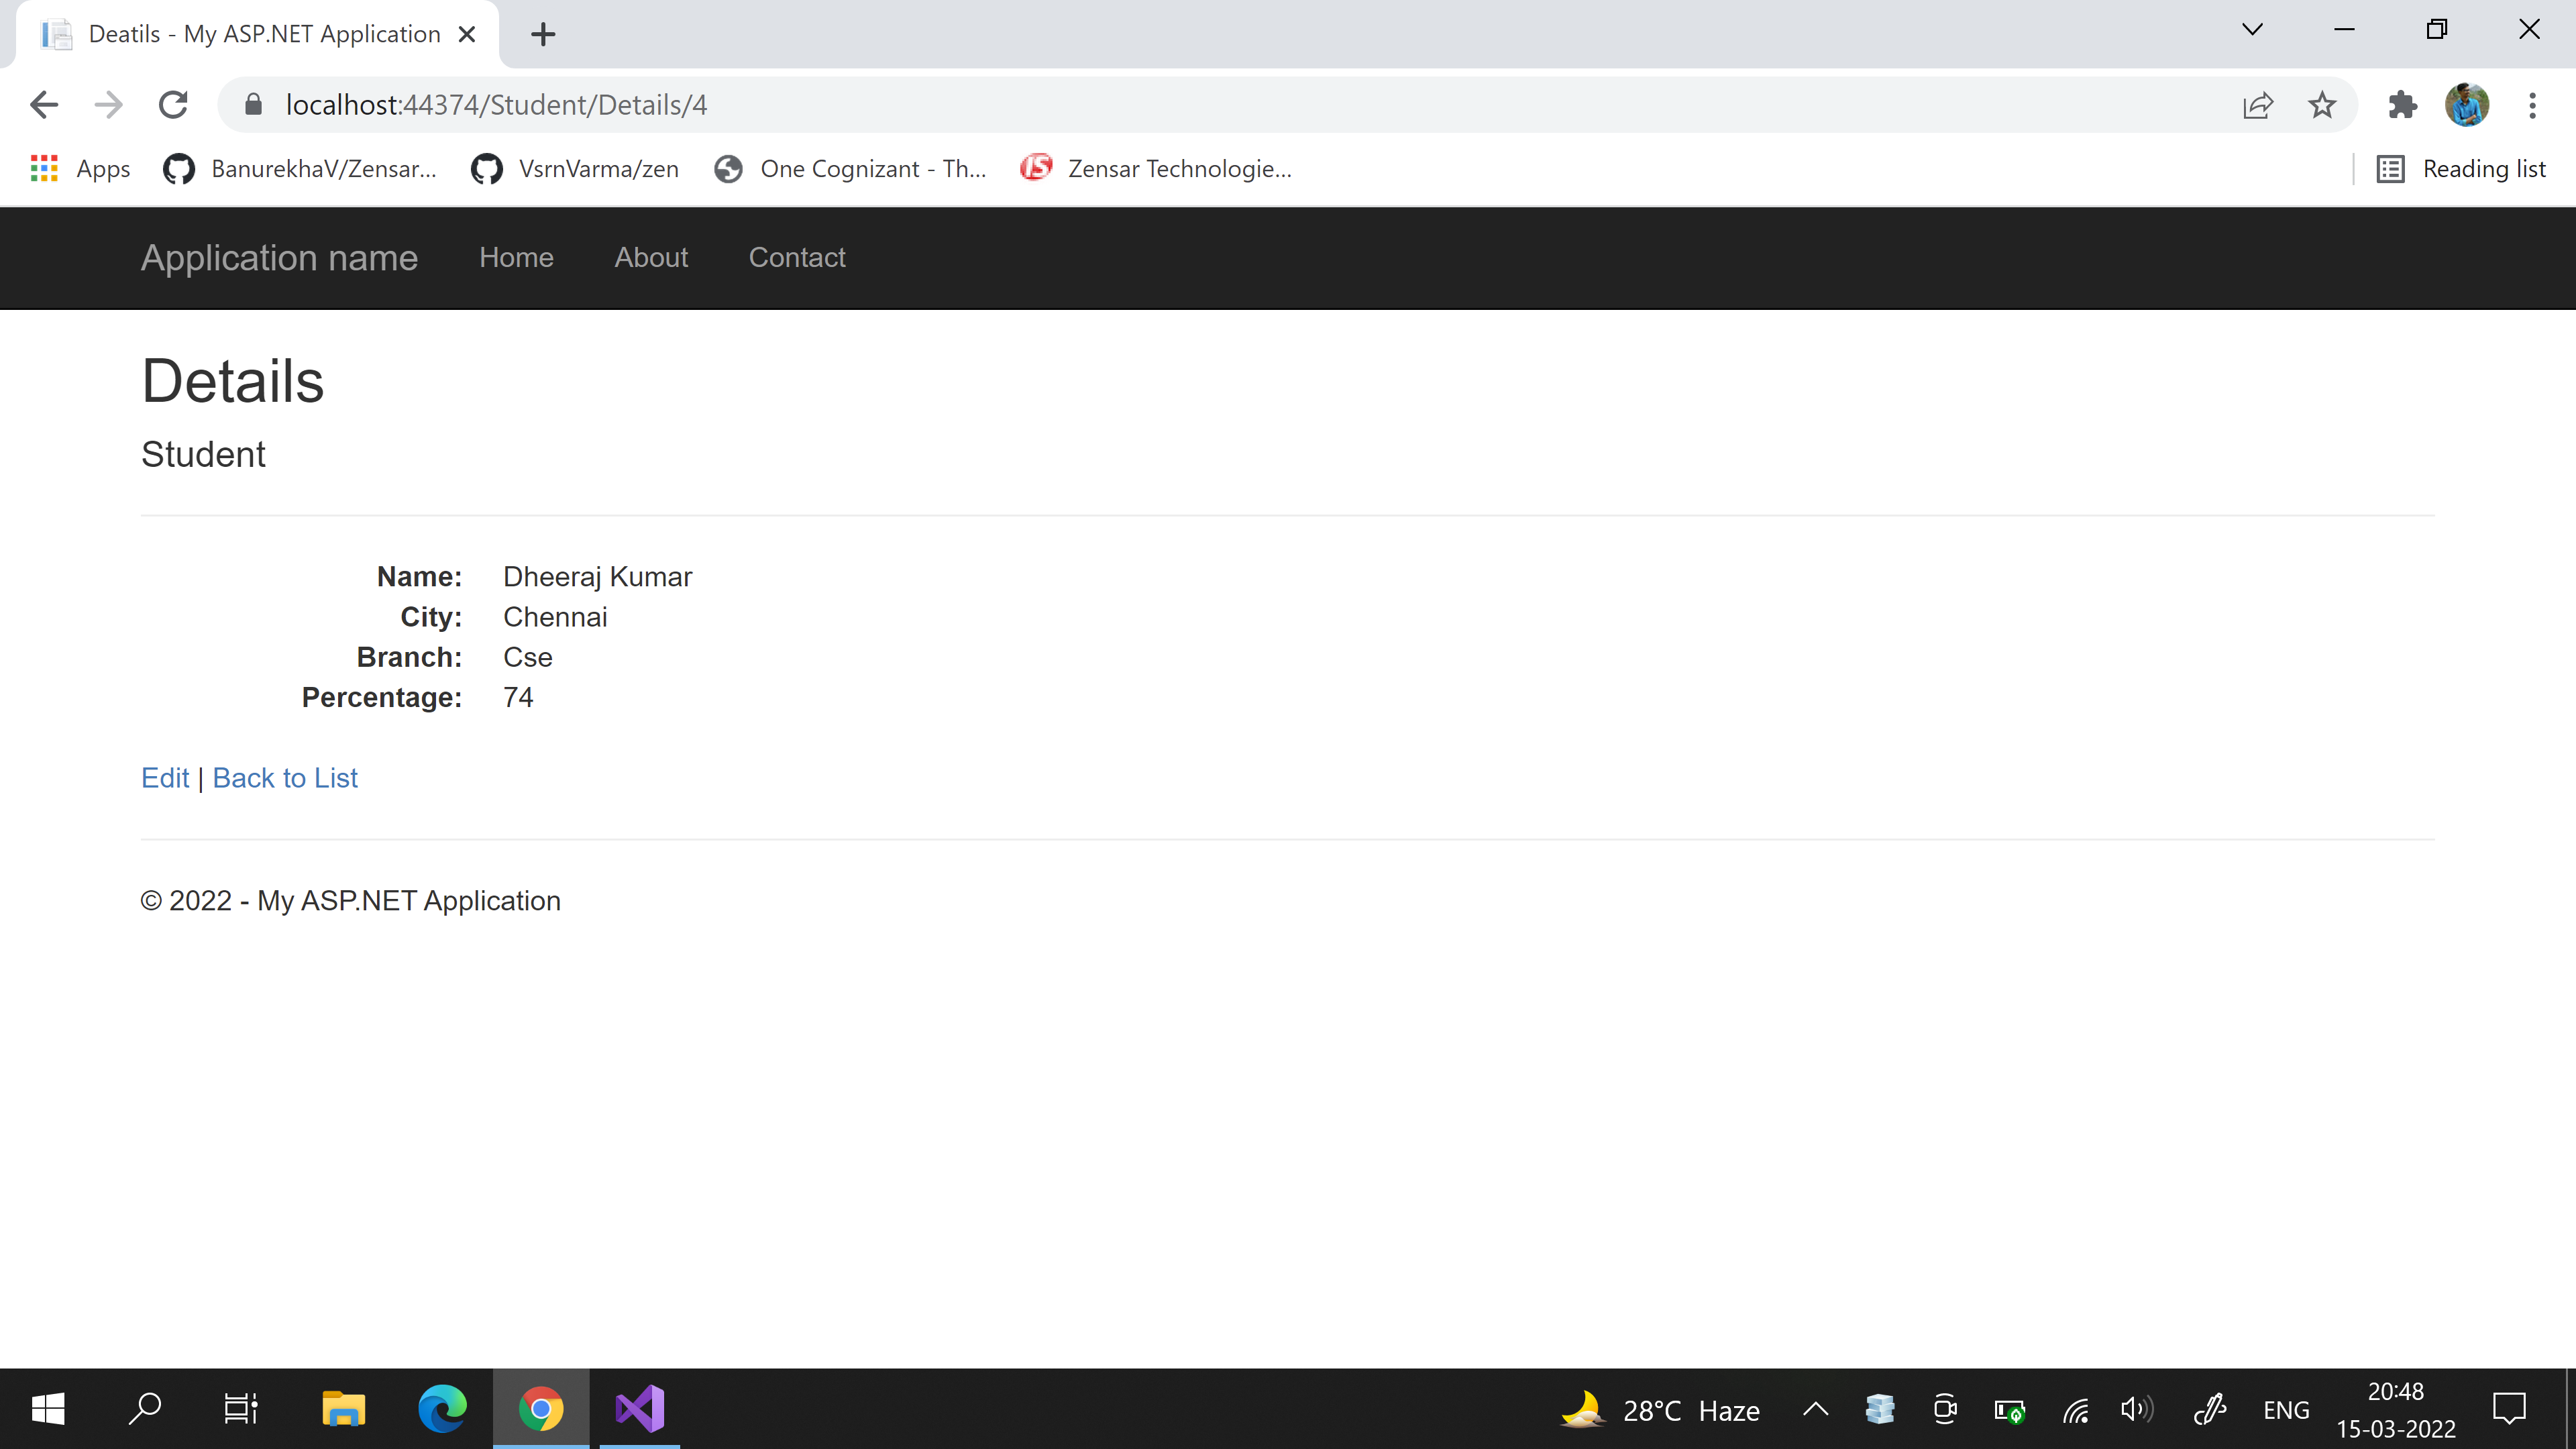 Deatils - My ASP.NET Application
localhost:44374/Student/Details/4
Apps BanurekhaV/Zensar... VsrnVarma/zen One Cognizant - Th... Zensar Technologie... Reading list
Application name Home About Contact
Details
Student
Name: Dheeraj Kumar
City: Chennai
Branch: Cse
Percentage: 74
Edit | Back to List
© 2022 - My ASP.NET Application
28°C Haze ENG 20:48
15-03-2022